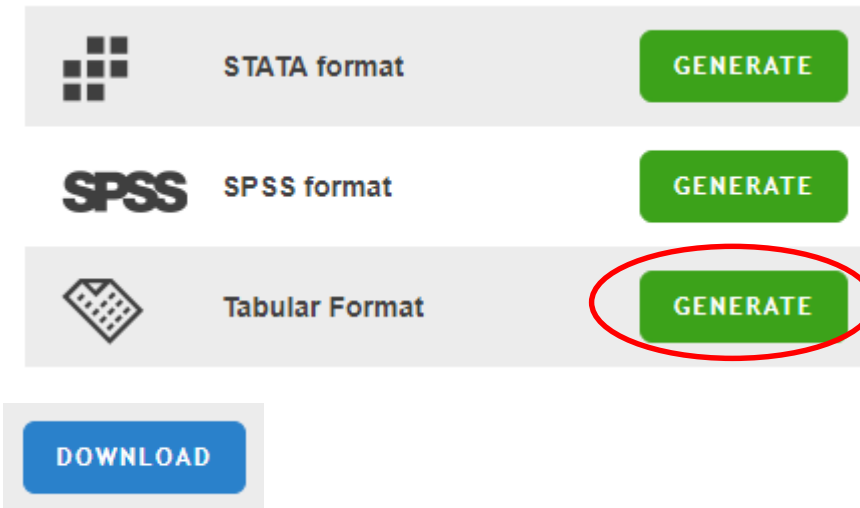 STATA format GENERATE
SPSS SPSS format GENERATE
Tabular Format GENERATE
DOWNLOAD